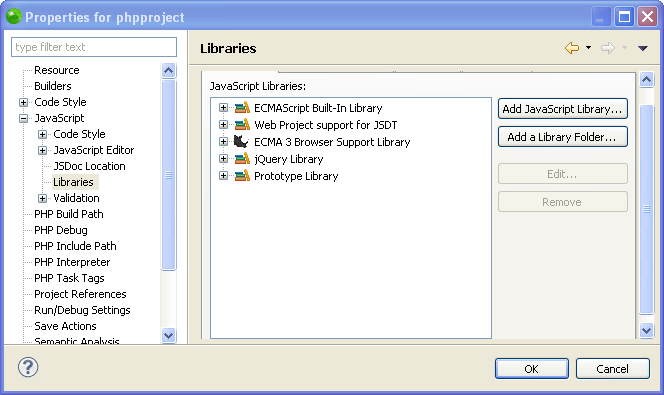 Properties for phpproject
type filter text
Libraries
Resource
Builders
Code Style
JavaScript
Code Style
JavaScript Editor
JSDoc Location
Libraries
Validation
PHP Build Path
PHP Debug
PHP Include Path
PHP Interpreter
PHP Task Tags
Project References
Run/Debug Settings
Save Actions
Semantic Analysis
JavaScript Libraries:
ECMAScript Built-In Library
Web Project support for JSDT
ECMA 3 Browser Support Library
jQuery Library
Prototype Library
Add JavaScript Library...
Add a Library Folder...
Edit...
Remove
?
OK
Cancel